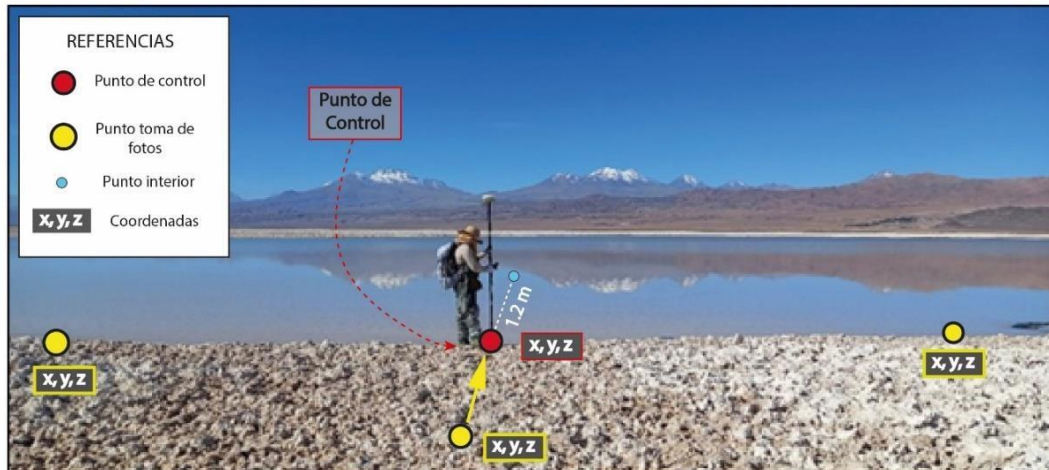 REFERENCIAS
Punto de control
Punto toma de
fotos
Punto interior
x, y, z
Coordenadas
Punto de
Control
1.2 m
x, y, z
x, y, z
x, y, z
x, y, z